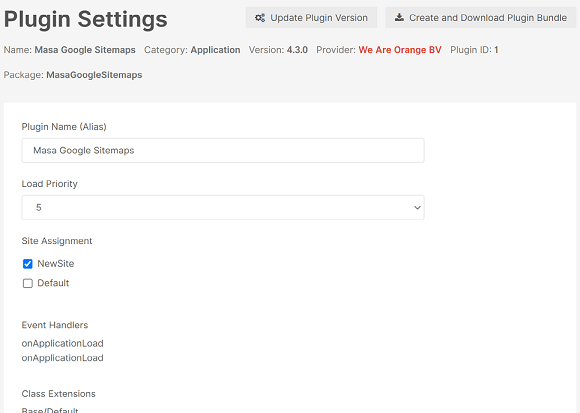 Plugin Settings
Update Plugin Version
Create and Download Plugin Bundle
Name: Masa Google Sitemaps Category: Application Version: 4.3.0 Provider: We Are Orange BV Plugin ID: 1
Package: MasaGoogleSitemaps
Plugin Name (Alias)
Masa Google Sitemaps
Load Priority
5
Site Assignment
NewSite
Default
Event Handlers
onApplicationLoad
onApplicationLoad
Class Extensions
Base/Default